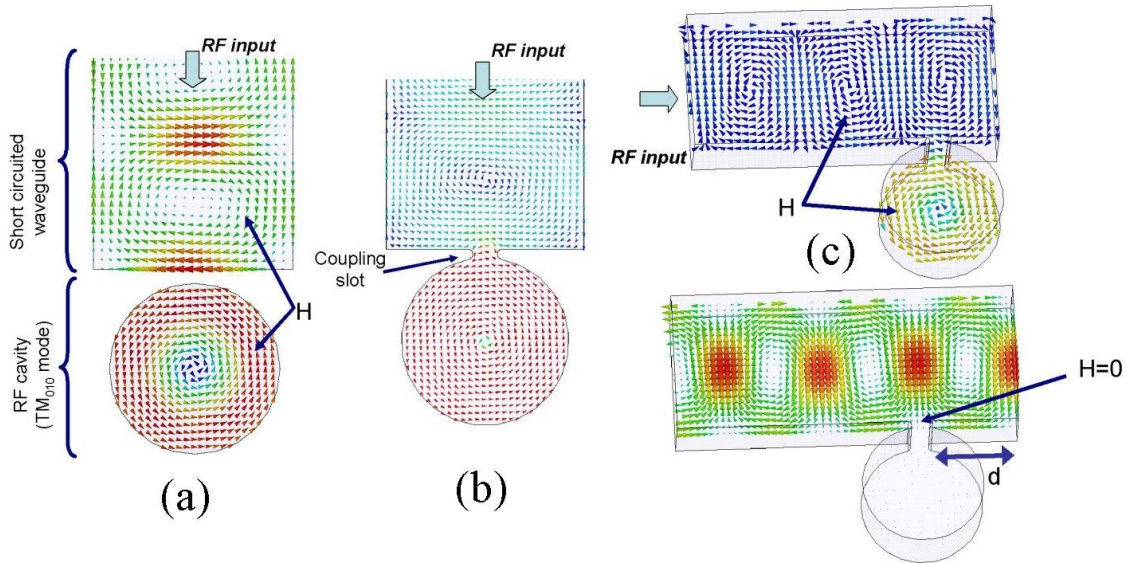 RF input
Short circuited
waveguide
RF cavity
(TM010 mode)
H
(a)
RF input
Coupling
slot
(b)
RF input
H
(c)
H=0
d